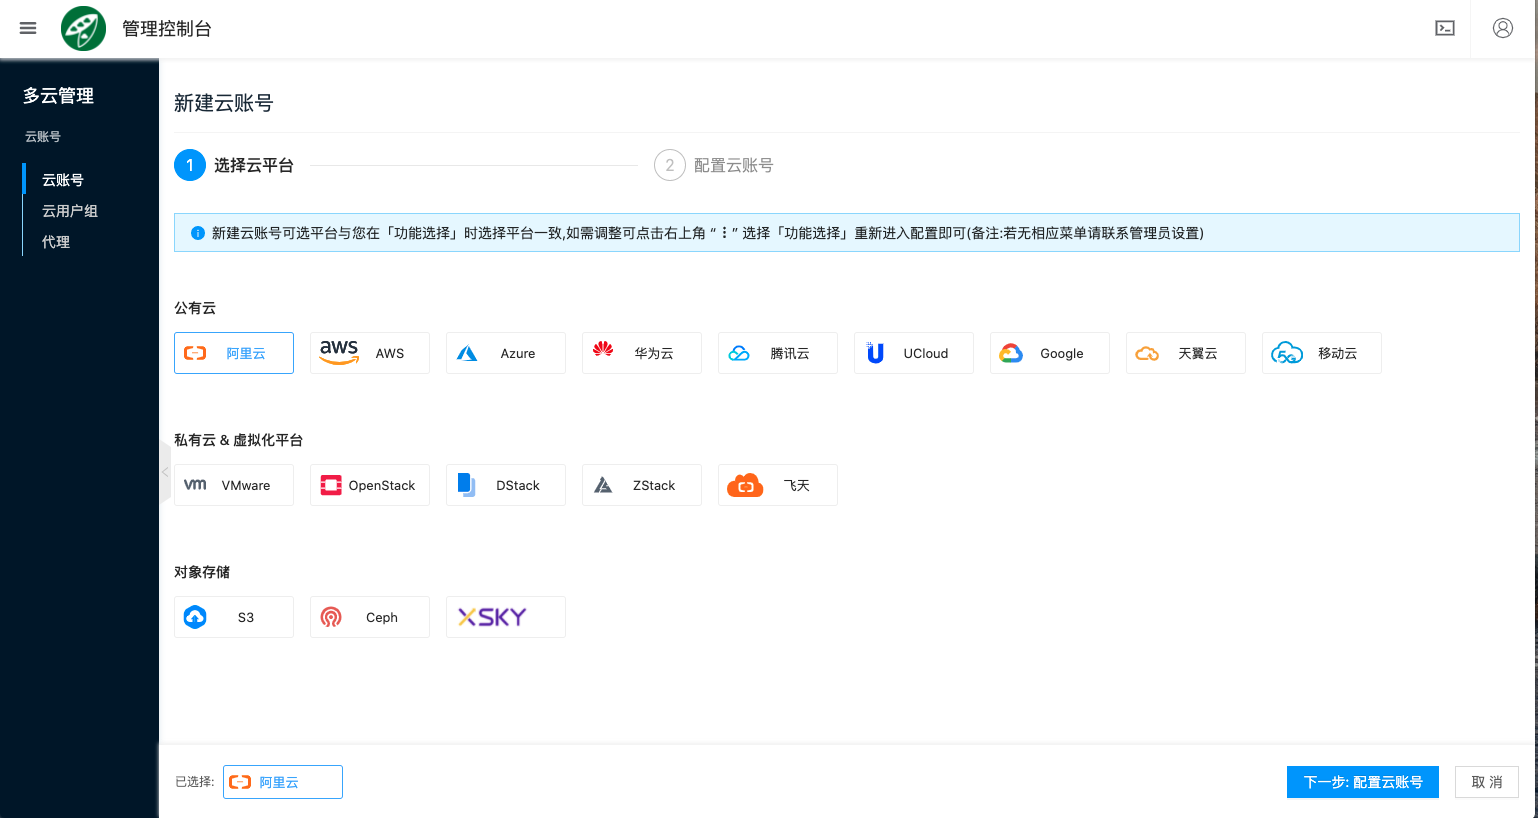 管理控制台
多云管理
云账号
云账号
云用户组
代理
新建云账号
1 选择云平台
2 配置云账号
新建云账号可选平台与您在「功能选择」时选择平台一致,如需调整可点击右上角 “⋮” 选择「功能选择」重新进入配置即可(备注:若无相应菜单请联系管理员设置)
公有云
阿里云
aws AWS
Azure
华为云
腾讯云
UCloud
Google
天翼云
5G 移动云
私有云 & 虚拟化平台
vm VMware
OpenStack
DStack
ZStack
飞天
对象存储
S3
Ceph
XSKY
已选择: 阿里云
下一步: 配置云账号
取 消